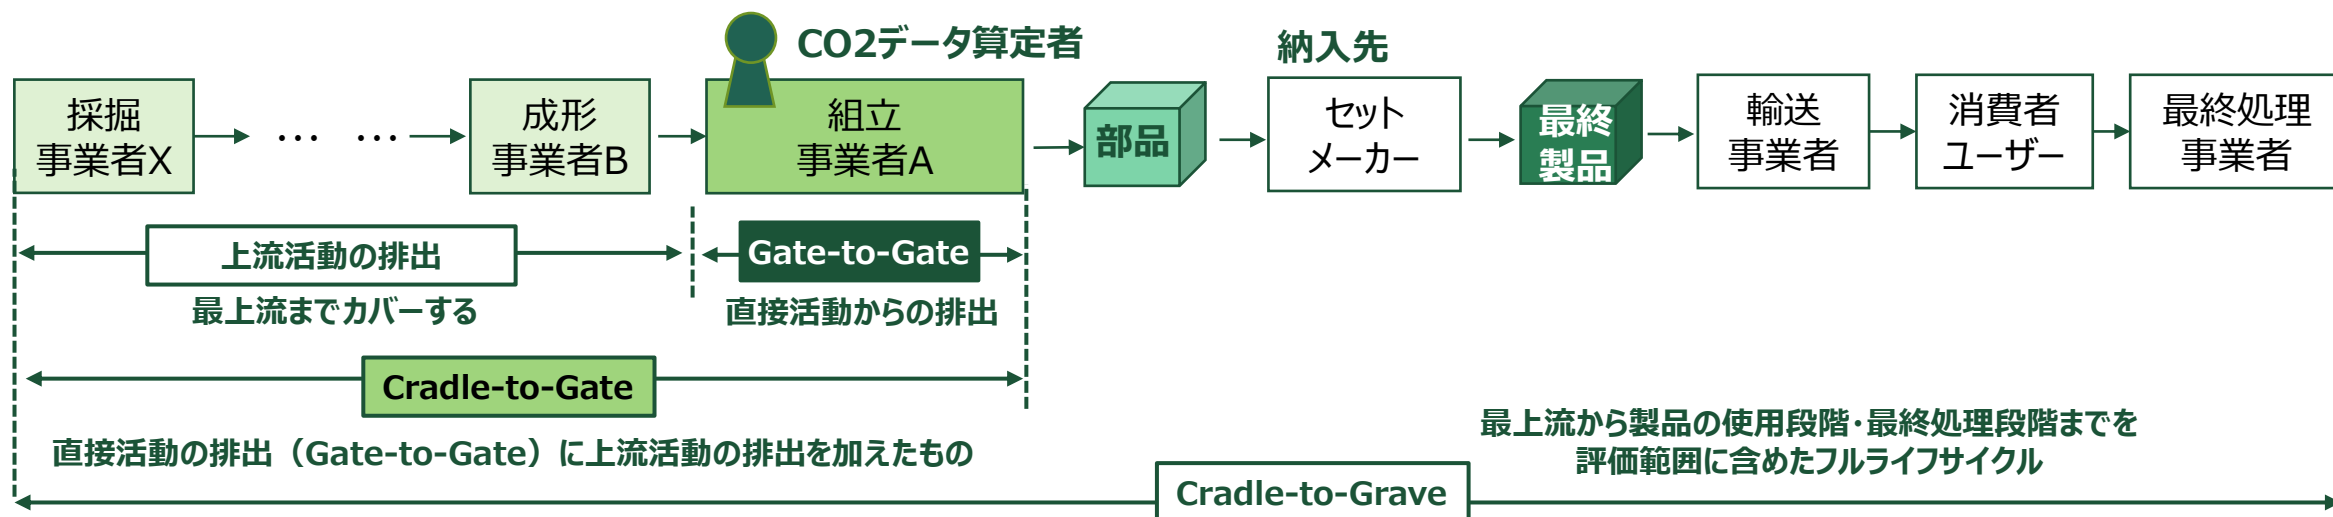 CO2データ算定者
納入先
採掘
事業者X
… …
成形
事業者B
組立
事業者A
部品
セット
メーカー
最終
製品
輸送
事業者
消費者
ユーザー
最終処理
事業者
上流活動の排出
Gate-to-Gate
最上流までカバーする
直接活動からの排出
Cradle-to-Gate
直接活動の排出（Gate-to-Gate）に上流活動の排出を加えたもの
最上流から製品の使用段階・最終処理段階までを
評価範囲に含めたフルライフサイクル
Cradle-to-Grave